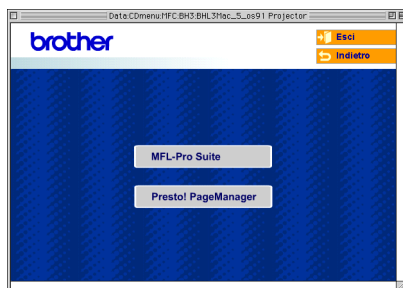 Data:CDmenu:MFC:BH3:BHL3Mac_5_os91 Projector
brother
Esci
Indietro
MFL-Pro Suite
Presto! PageManager